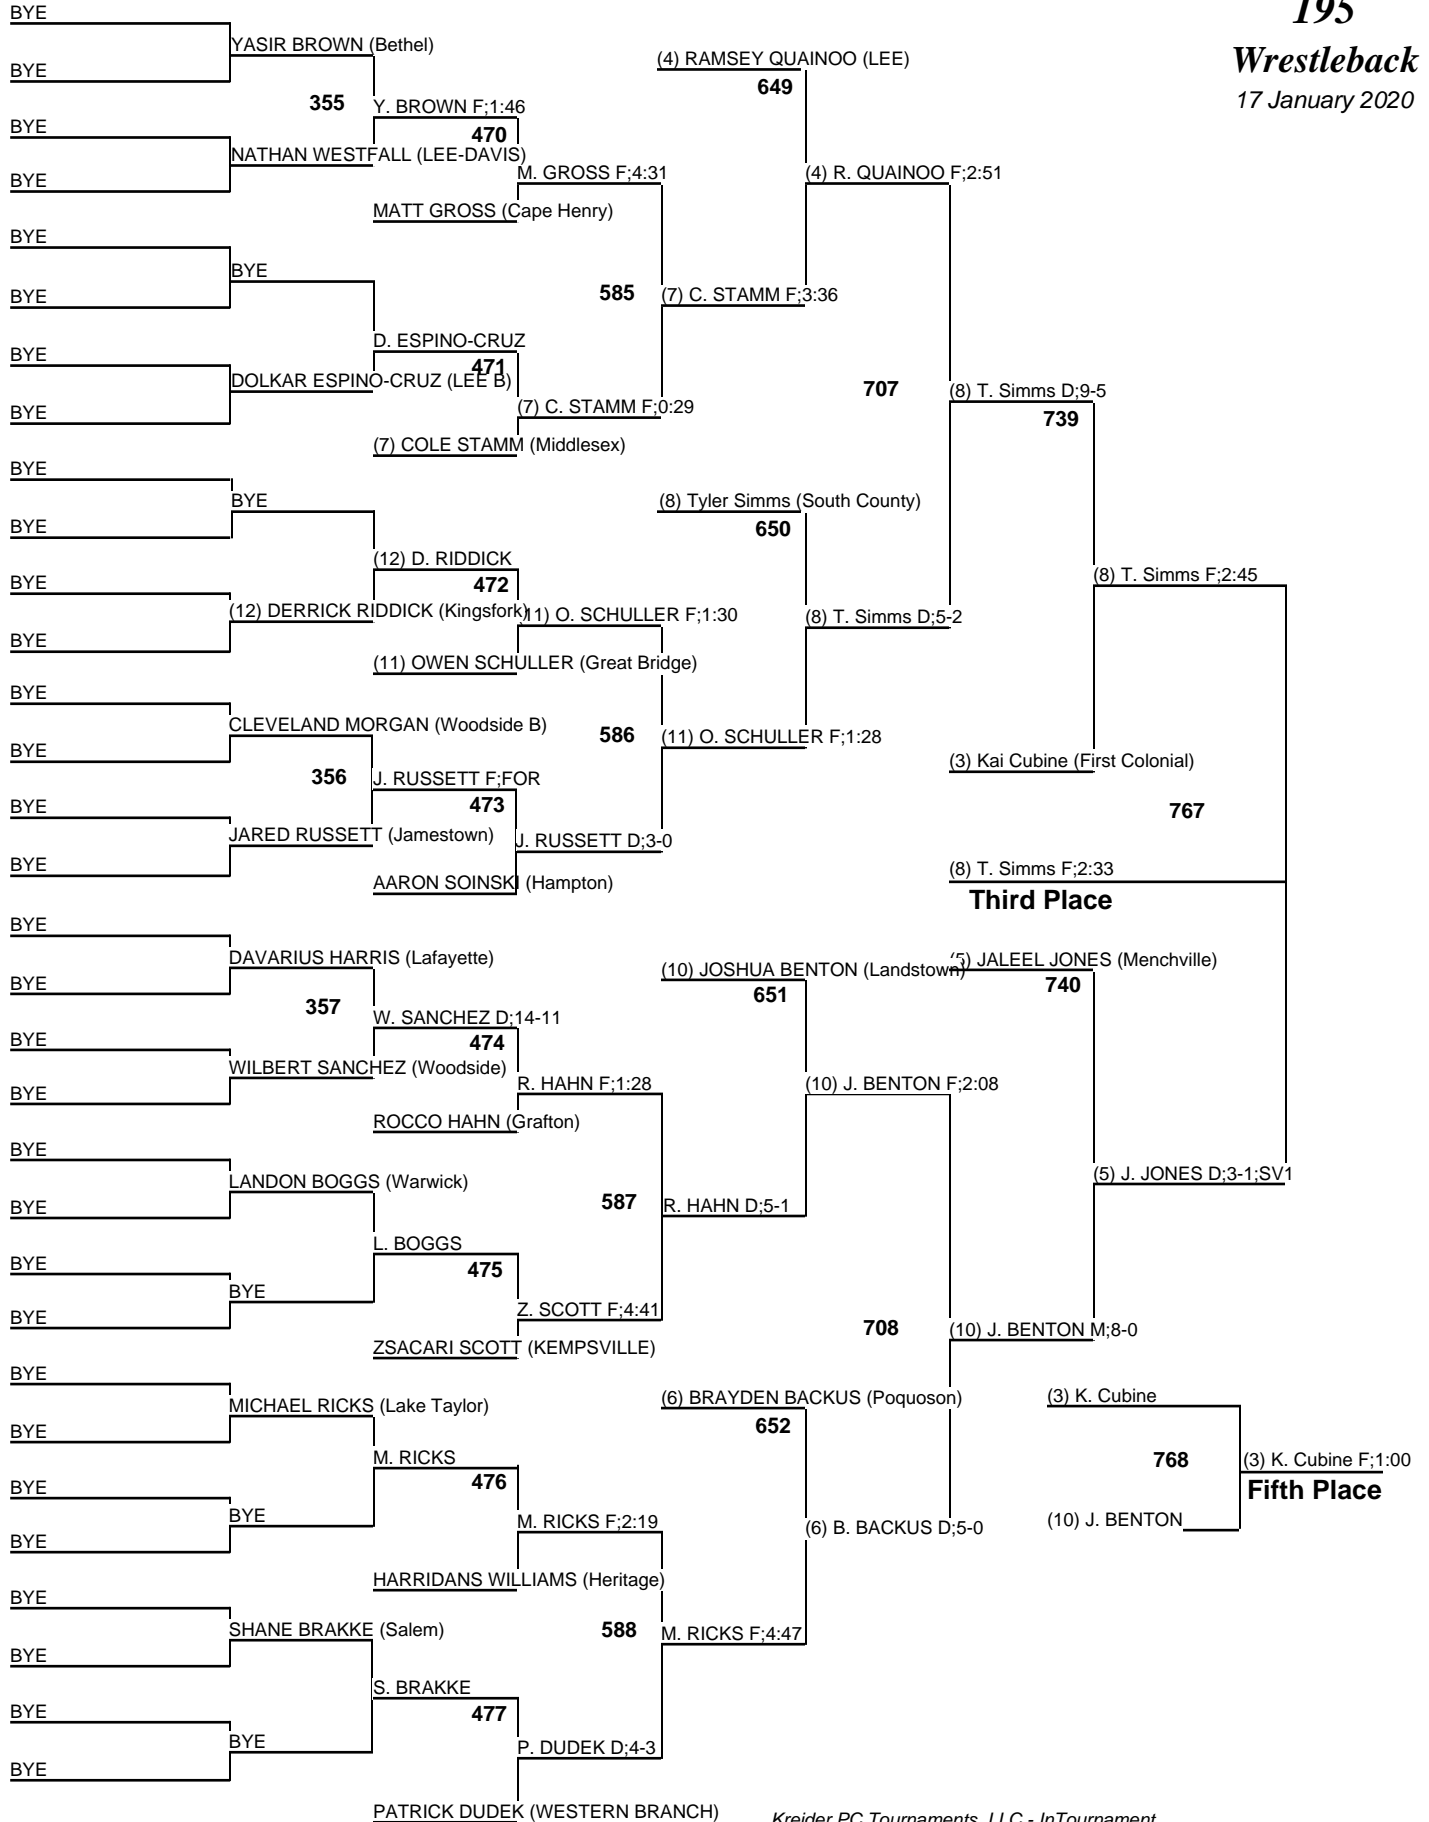 195
Wrestleback
17 January 2020
BYE
YASIR BROWN (Bethel)
(4) RAMSEY QUAINOO (LEE)
BYE
649
355
Y. BROWN F;1:46
BYE
470
NATHAN WESTFALL (LEE-DAVIS)
M. GROSS F;4:31
(4) R. QUAINOO F;2:51
BYE
MATT GROSS (Cape Henry)
BYE
BYE
585
(7) C. STAMM F;3:36
BYE
D. ESPINO-CRUZ
BYE
471
DOLKAR ESPINO-CRUZ (LEE B)
707
(8) T. Simms D;9-5
(7) C. STAMM F;0:29
BYE
739
(7) COLE STAMM (Middlesex)
BYE
BYE
(8) Tyler Simms (South County)
BYE
650
(12) D. RIDDICK
BYE
472
(8) T. Simms F;2:45
(12) DERRICK RIDDICK (Kingsfork)
(11) O. SCHULLER F;1:30
(8) T. Simms D;5-2
BYE
(11) OWEN SCHULLER (Great Bridge)
BYE
CLEVELAND MORGAN (Woodside B)
586
(11) O. SCHULLER F;1:28
BYE
(3) Kai Cubine (First Colonial)
356
J. RUSSETT F;FOR
BYE
473
767
JARED RUSSETT (Jamestown)
J. RUSSETT D;3-0
BYE
(8) T. Simms F;2:33
AARON SOINSKI (Hampton)
Third Place
BYE
DAVARIUS HARRIS (Lafayette)
(10) JOSHUA BENTON (Landstown)
(5) JALEEL JONES (Menchville)
BYE
651
740
357
W. SANCHEZ D;14-11
BYE
474
WILBERT SANCHEZ (Woodside)
R. HAHN F;1:28
(10) J. BENTON F;2:08
BYE
ROCCO HAHN (Grafton)
BYE
LANDON BOGGS (Warwick)
(5) J. JONES D;3-1;SV1
BYE
587
R. HAHN D;5-1
L. BOGGS
BYE
475
BYE
Z. SCOTT F;4:41
BYE
708
(10) J. BENTON M;8-0
ZSACARI SCOTT (KEMPSVILLE)
BYE
MICHAEL RICKS (Lake Taylor)
(6) BRAYDEN BACKUS (Poquoson)
(3) K. Cubine
BYE
652
M. RICKS
768
(3) K. Cubine F;1:00
BYE
476
Fifth Place
BYE
M. RICKS F;2:19
(6) B. BACKUS D;5-0
(10) J. BENTON
BYE
HARRIDANS WILLIAMS (Heritage)
BYE
SHANE BRAKKE (Salem)
588
M. RICKS F;4:47
BYE
S. BRAKKE
BYE
477
BYE
P. DUDEK D;4-3
BYE
PATRICK DUDEK (WESTERN BRANCH)
Kreider PC Tournaments, LLC - InTournament